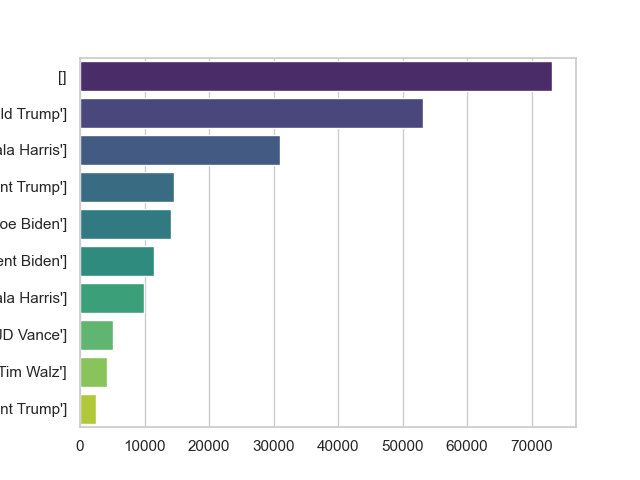 []
ld Trump']
ala Harris']
nt Trump']
oe Biden']
ent Biden']
ala Harris']
JD Vance']
Tim Walz']
nt Trump']
0 10000 20000 30000 40000 50000 60000 70000